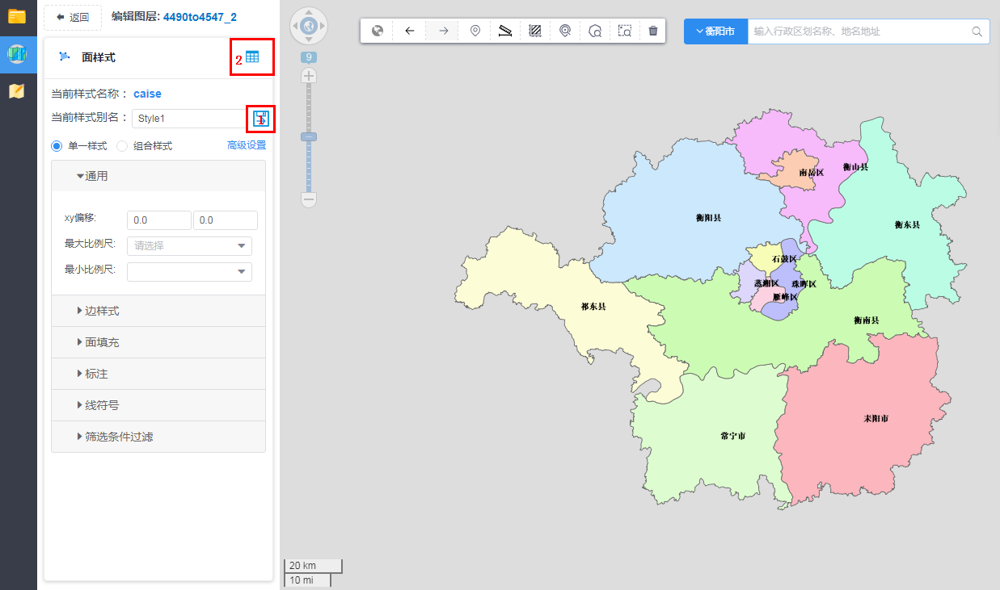 返回
编辑图层: 4490to4547_2
面样式
2
当前样式名称： caise
当前样式别名： Style1
1
单一样式 组合样式 高级设置
通用
xy偏移: 0.0 0.0
最大比例尺: 请选择
最小比例尺:
边样式
面填充
标注
线符号
筛选条件过滤
9
衡阳市 输入行政区划名称、地名地址
南岳区
衡山县
衡阳县
衡东县
石鼓区
蒸湘区
珠晖区
雁峰区
祁东县
衡南县
耒阳市
常宁市
20 km
10 mi